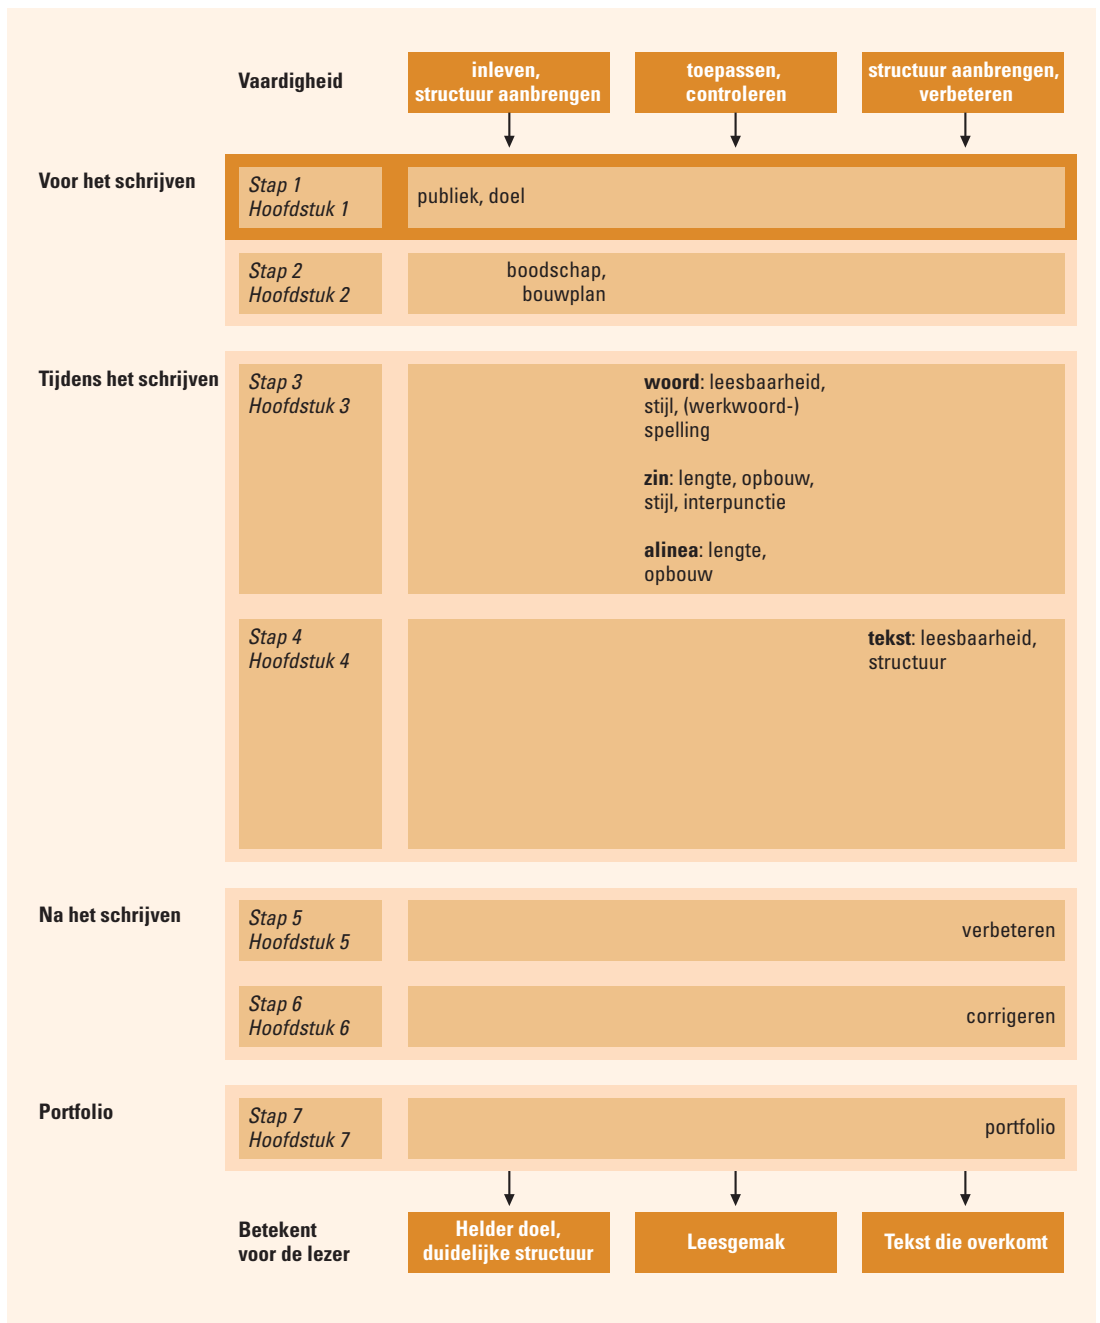 Vaardigheid
inleven,
structuur aanbrengen
toepassen,
controleren
structuur aanbrengen,
verbeteren
Voor het schrijven
Stap 1
Hoofdstuk 1
publiek, doel
Stap 2
Hoofdstuk 2
boodschap,
bouwplan
Tijdens het schrijven
Stap 3
Hoofdstuk 3
woord: leesbaarheid,
stijl, (werkwoord-)
spelling
zin: lengte, opbouw,
stijl, interpunctie
alinea: lengte,
opbouw
Stap 4
Hoofdstuk 4
tekst: leesbaarheid,
structuur
Na het schrijven
Stap 5
Hoofdstuk 5
verbeteren
Stap 6
Hoofdstuk 6
corrigeren
Portfolio
Stap 7
Hoofdstuk 7
portfolio
Betekent
voor de lezer
Helder doel,
duidelijke structuur
Leesgemak
Tekst die overkomt